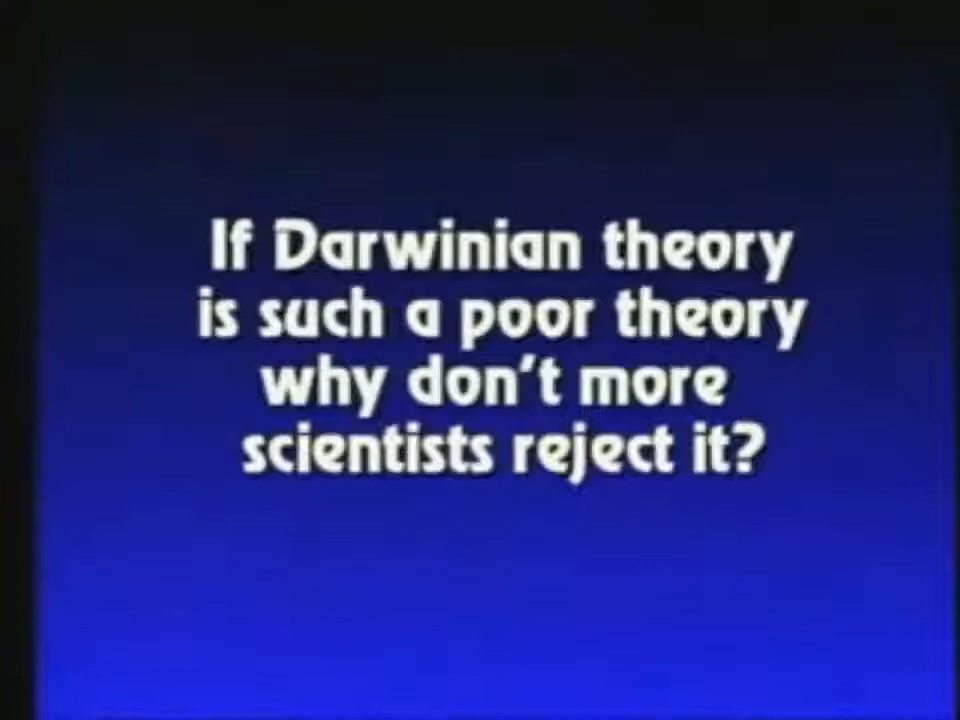 If Darwinian theory
is such a poor theory
why don't more
scientists reject it?